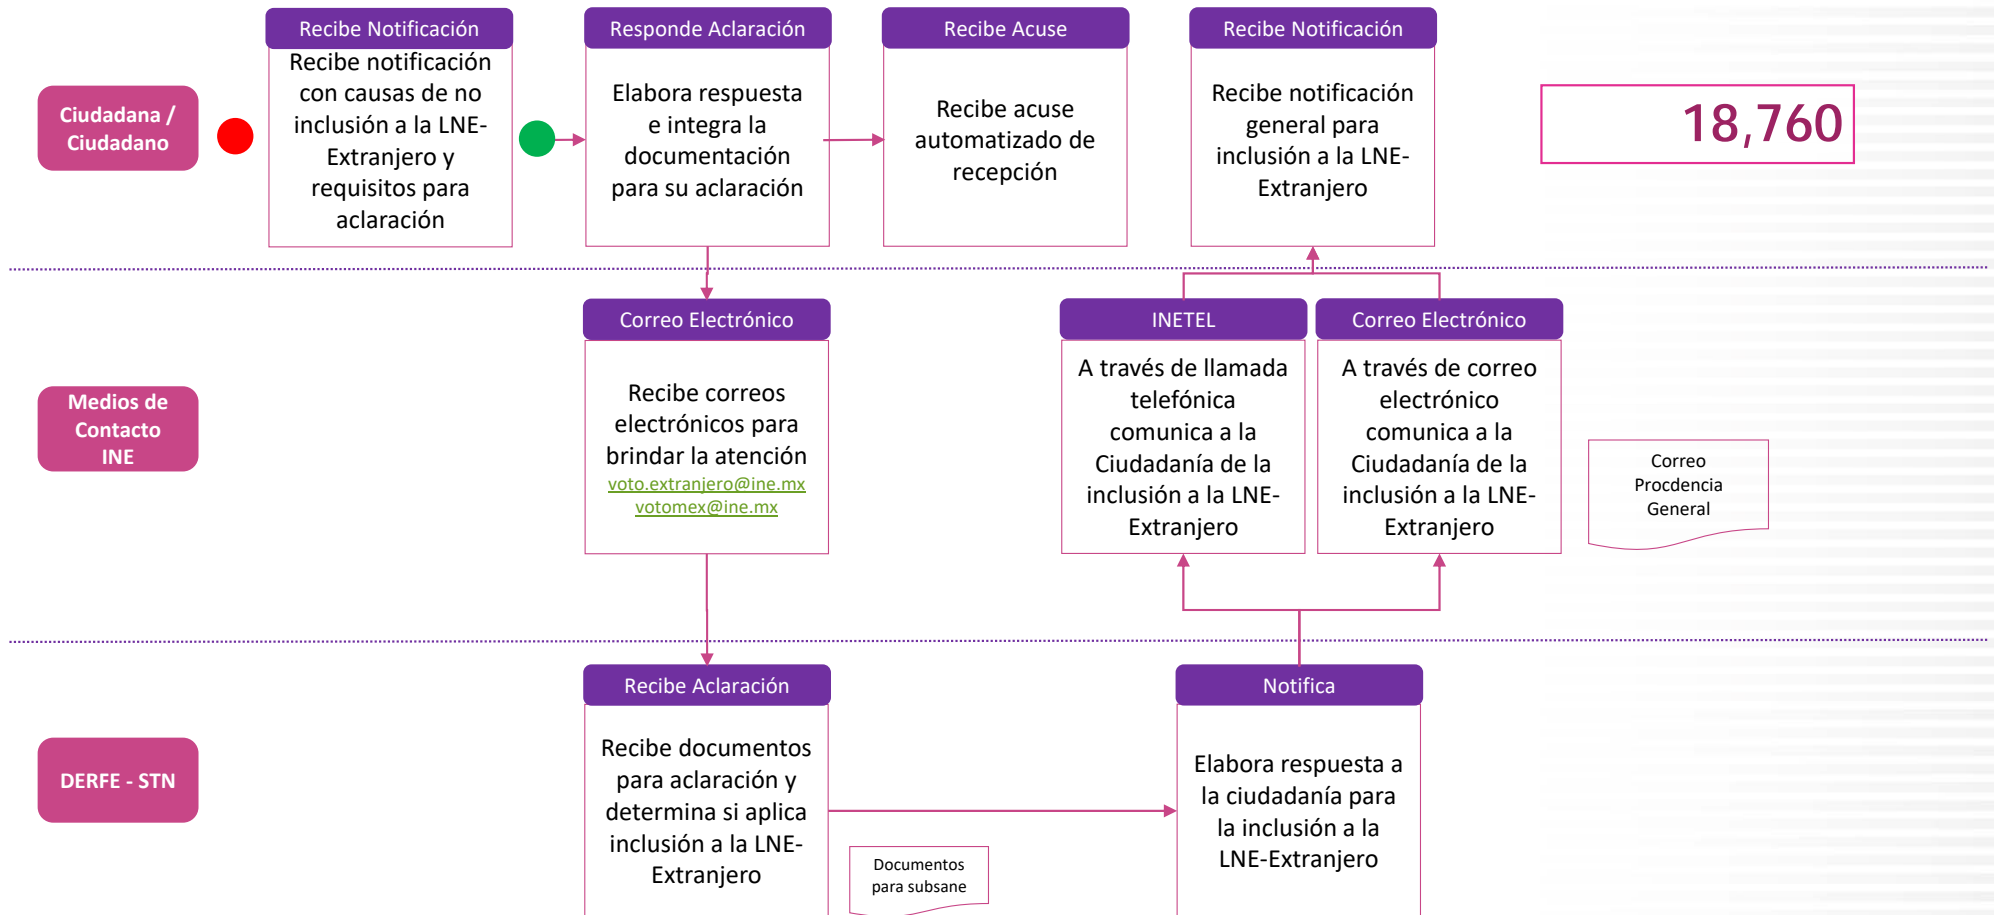 Recibe Notificación
Recibe notificación
con causas de no
inclusión a la LNE-
Extranjero y
requisitos para
aclaración
Responde Aclaración
Elabora respuesta
e integra la
documentación
para su aclaración
Recibe Acuse
Recibe acuse
automatizado de
recepción
Recibe Notificación
Recibe notificación
general para
inclusión a la LNE-
Extranjero
Ciudadana /
Ciudadano
18,760
Correo Electrónico
Recibe correos
electrónicos para
brindar la atención
voto.extranjero@ine.mx
votomex@ine.mx
INETEL
A través de llamada
telefónica
comunica a la
Ciudadanía de la
inclusión a la LNE-
Extranjero
Correo Electrónico
A través de correo
electrónico
comunica a la
Ciudadanía de la
inclusión a la LNE-
Extranjero
Medios de
Contacto
INE
Correo
Procdencia
General
Recibe Aclaración
Recibe documentos
para aclaración y
determina si aplica
inclusión a la LNE-
Extranjero
Notifica
Elabora respuesta a
la ciudadanía para
la inclusión a la
LNE-Extranjero
DERFE - STN
Documentos
para subsane